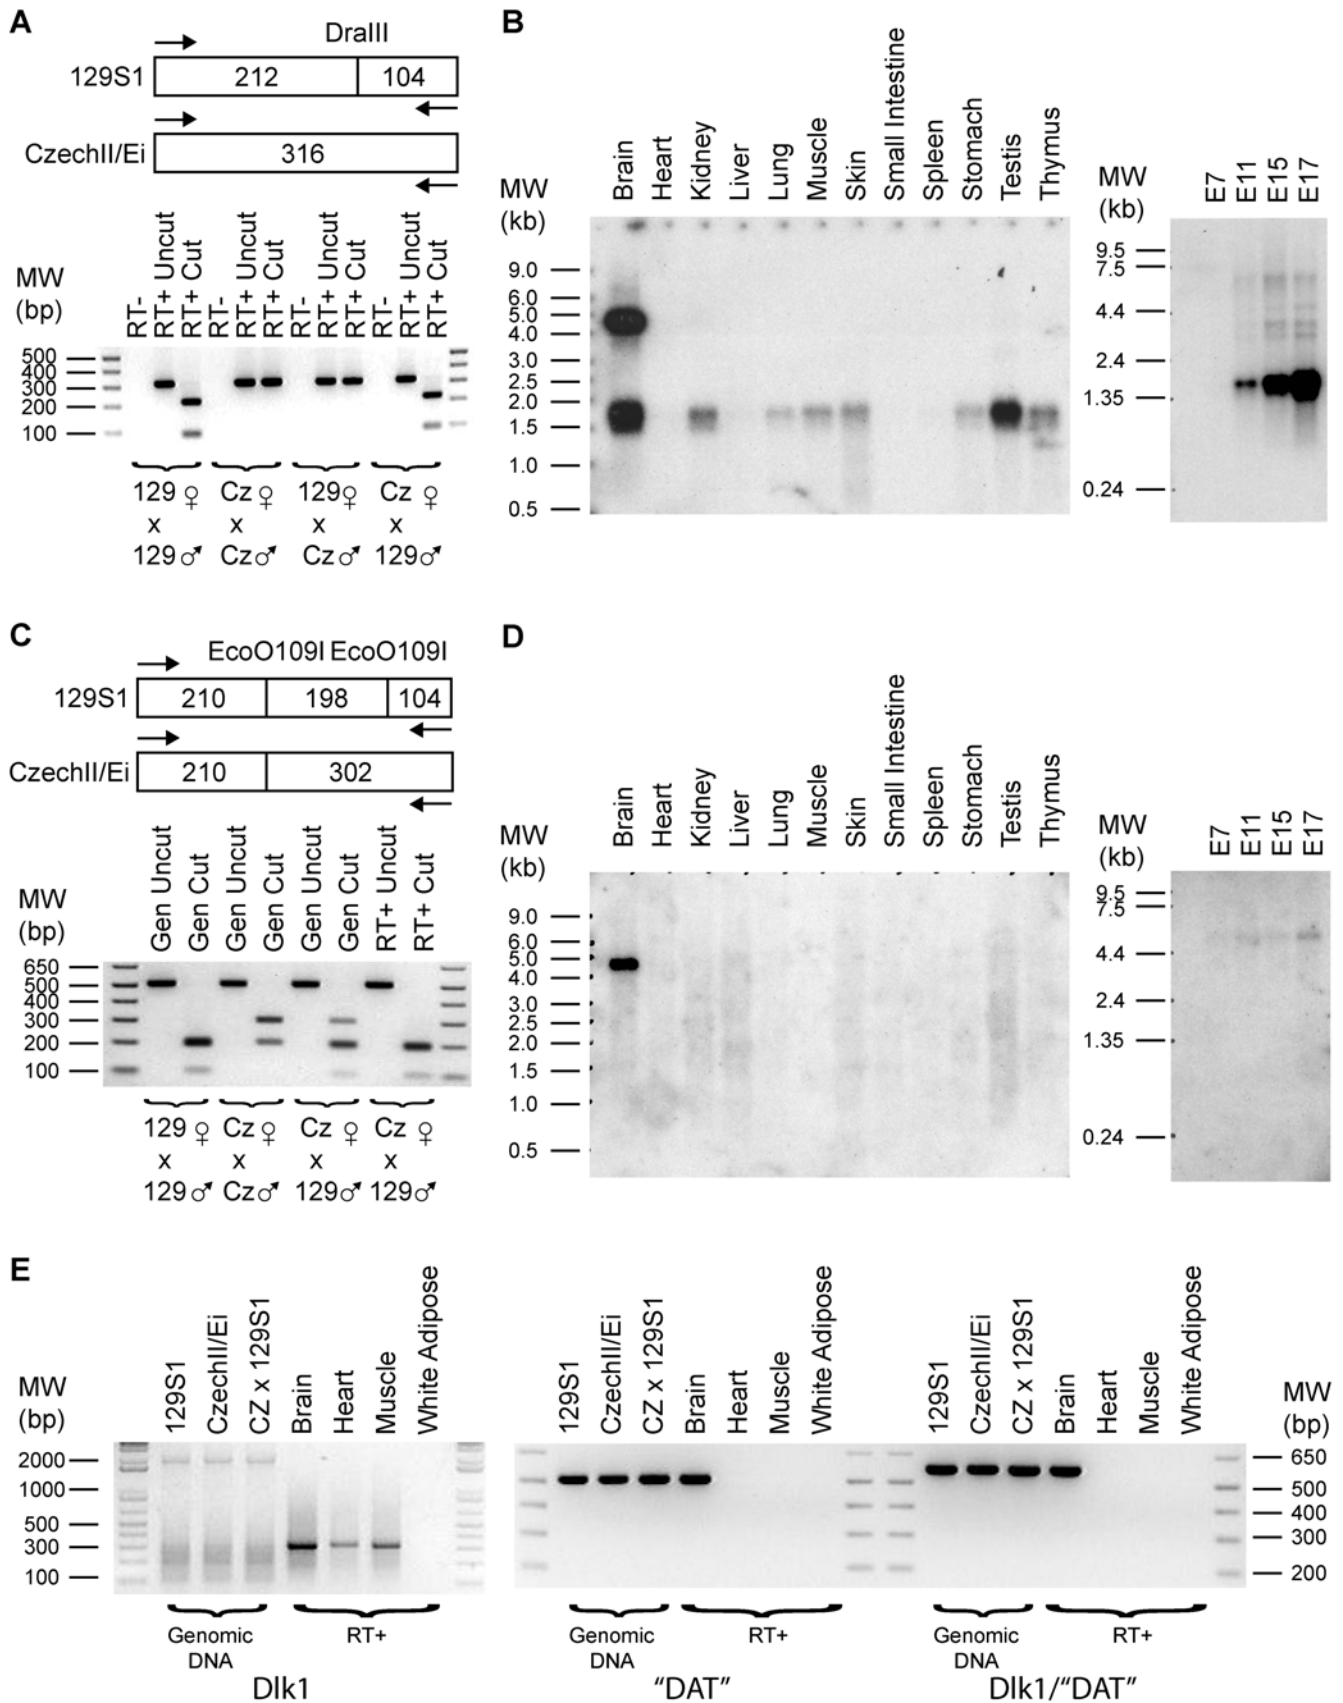 A
DraIII
129S1
212
104
CzechII/Ei
316
MW
(bp)
RT-
RT+ Uncut
RT+ Cut
RT-
RT+ Uncut
RT+ Cut
RT-
RT+ Uncut
RT+ Cut
RT-
RT+ Uncut
RT+ Cut
500
400
300
200
100
129 ♀ Cz ♀ 129♀ Cz ♀
x x x x
129♂ Cz♂ Cz♂ 129♂
B
MW
(kb)
Brain
Heart
Kidney
Liver
Lung
Muscle
Skin
Small Intestine
Spleen
Stomach
Testis
Thymus
9.0
6.0
5.0
4.0
3.0
2.5
2.0
1.5
1.0
0.5
MW
(kb)
E7
E11
E15
E17
9.5
7.5
4.4
2.4
1.35
0.24
C
EcoO109I EcoO109I
129S1
210
198
104
CzechII/Ei
210
302
MW
(bp)
Gen Uncut
Gen Cut
Gen Uncut
Gen Cut
Gen Uncut
Gen Cut
RT+ Uncut
RT+ Cut
650
500
400
300
200
100
129 ♀ Cz ♀ Cz ♀ Cz ♀
x x x x
129♂ Cz♂ 129♂ 129♂
D
MW
(kb)
Brain
Heart
Kidney
Liver
Lung
Muscle
Skin
Small Intestine
Spleen
Stomach
Testis
Thymus
9.0
6.0
5.0
4.0
3.0
2.5
2.0
1.5
1.0
0.5
MW
(kb)
E7
E11
E15
E17
9.5
7.5
4.4
2.4
1.35
0.24
E
MW
(bp)
129S1
CzechII/Ei
CZ x 129S1
Brain
Heart
Muscle
White Adipose
2000
1000
500
300
100
Genomic
DNA
RT+
Dlk1
129S1
CzechII/Ei
CZ x 129S1
Brain
Heart
Muscle
White Adipose
Genomic
DNA
RT+
“DAT”
129S1
CzechII/Ei
CZ x 129S1
Brain
Heart
Muscle
White Adipose
MW
(bp)
650
500
400
300
200
Genomic
DNA
RT+
Dlk1/“DAT”